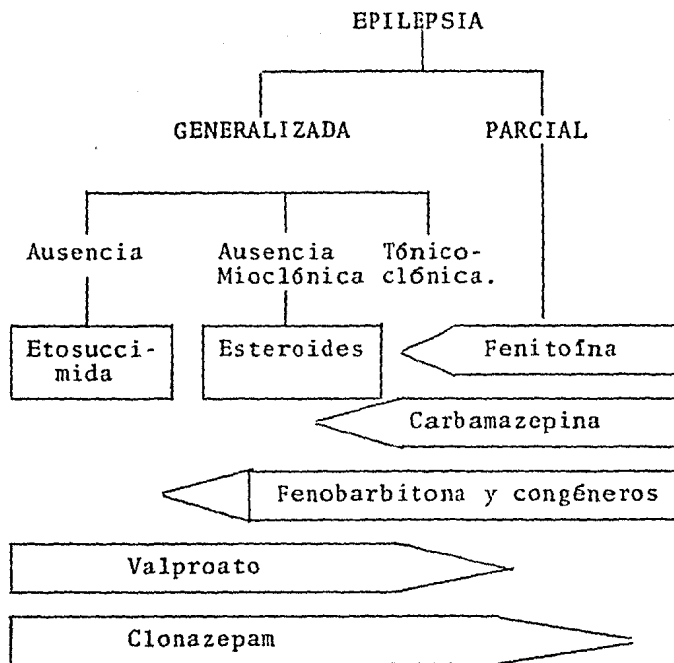 EPILEPSIA
GENERALIZADA PARCIAL
Ausencia Ausencia Tónico-
Mioclónica clónica.
Etosucci- Esteroides Fenitoína
mida
Carbamazepina
Fenobarbitona y congéneros
Valproato
Clonazepam